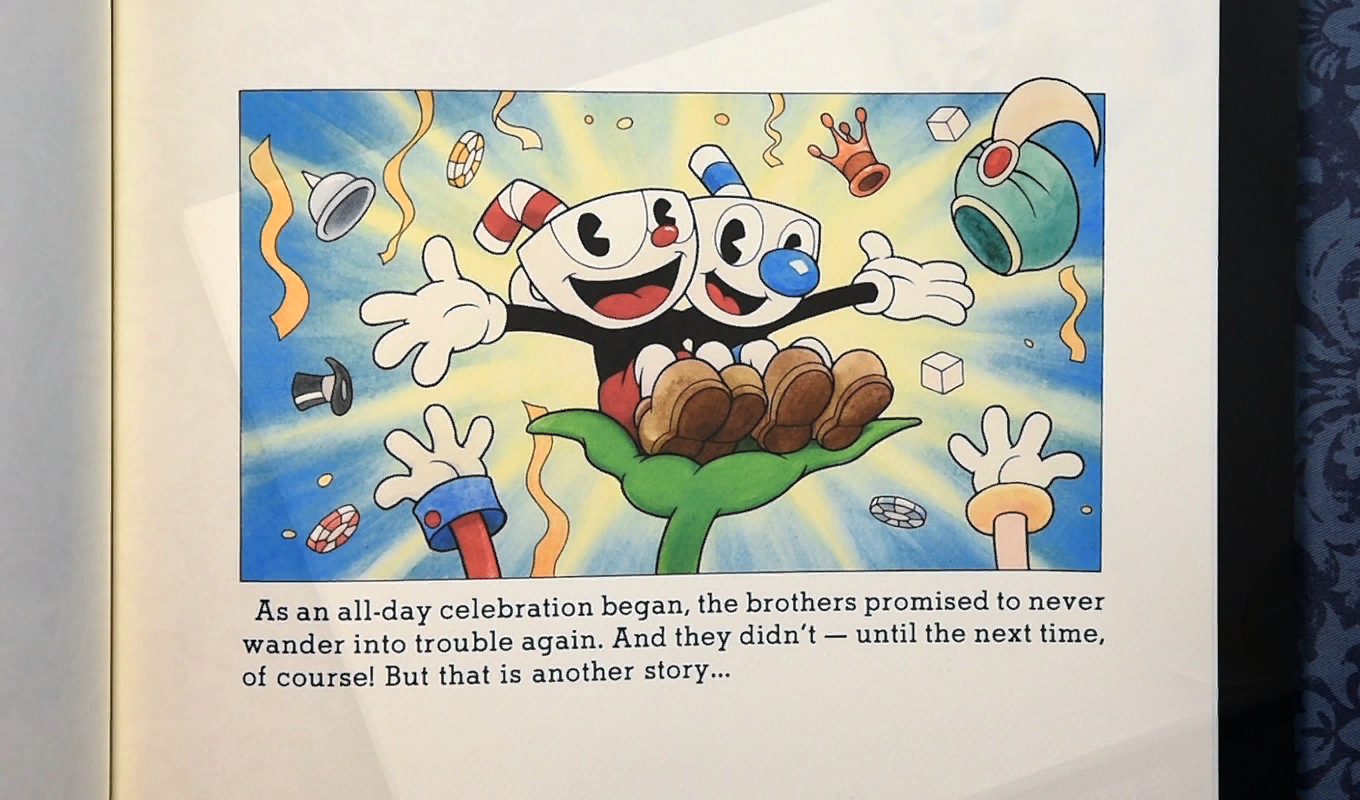 As an all-day celebration began, the brothers promised to never
wander into trouble again. And they didn't — until the next time,
of course! But that is another story...